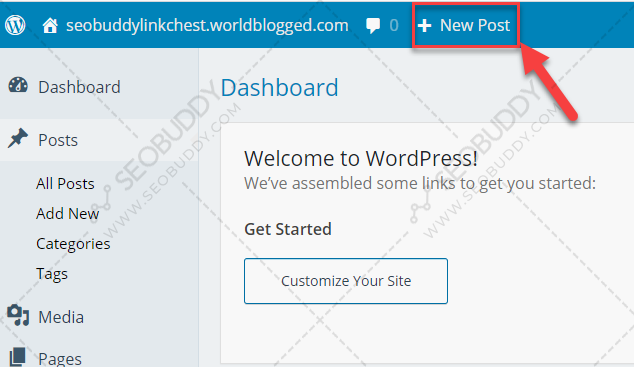 seobuddylinkchest.worldblogged.com 0 + New Post
Dashboard
Posts
All Posts
Add New
Categories
Tags
Media
Pages
Dashboard
Welcome to WordPress!
We've assembled some links to get you started:
Get Started
Customize Your Site
SEOBUDDY
WWW.SEOBUDDY.COM
SEOBUDDY
WWW.SEOBUDDY.COM